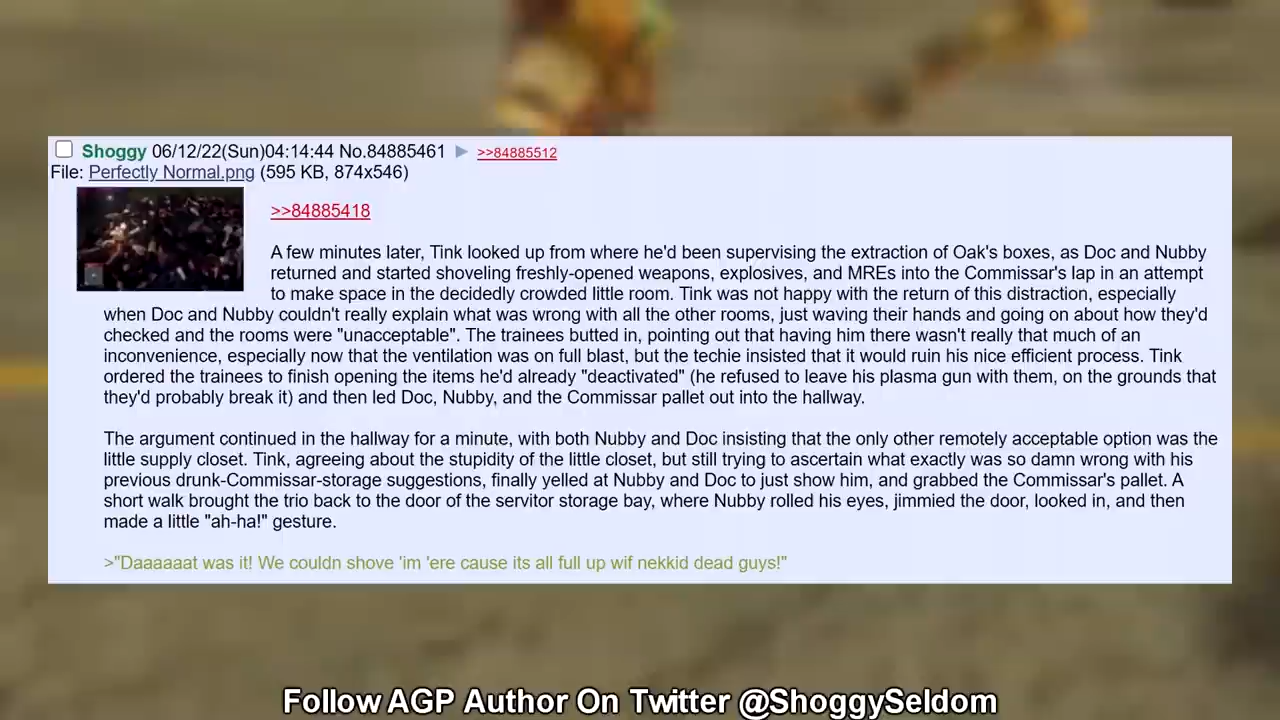 Shoggy 06/12/22(Sun)04:14:44 No.84885461 ▶ >>84885512
File: Perfectly Normal.png (595 KB, 874x546)
>>84885418
A few minutes later, Tink looked up from where he'd been supervising the extraction of Oak's boxes, as Doc and Nubby
returned and started shoveling freshly-opened weapons, explosives, and MREs into the Commissar's lap in an attempt
to make space in the decidedly crowded little room. Tink was not happy with the return of this distraction, especially
when Doc and Nubby couldn't really explain what was wrong with all the other rooms, just waving their hands and going on about how they'd
checked and the rooms were "unacceptable". The trainees butted in, pointing out that having him there wasn't really that much of an
inconvenience, especially now that the ventilation was on full blast, but the techie insisted that it would ruin his nice efficient process. Tink
ordered the trainees to finish opening the items he'd already "deactivated" (he refused to leave his plasma gun with them, on the grounds that
they'd probably break it) and then led Doc, Nubby, and the Commissar pallet out into the hallway.
The argument continued in the hallway for a minute, with both Nubby and Doc insisting that the only other remotely acceptable option was the
little supply closet. Tink, agreeing about the stupidity of the little closet, but still trying to ascertain what exactly was so damn wrong with his
previous drunk-Commissar-storage suggestions, finally yelled at Nubby and Doc to just show him, and grabbed the Commissar's pallet. A
short walk brought the trio back to the door of the servitor storage bay, where Nubby rolled his eyes, jimmied the door, looked in, and then
made a little "ah-ha!" gesture.
>"Daaaaaat was it! We couldn shove 'im 'ere cause its all full up wif nekkid dead guys!"
Follow AGP Author On Twitter @ShoggySeldom